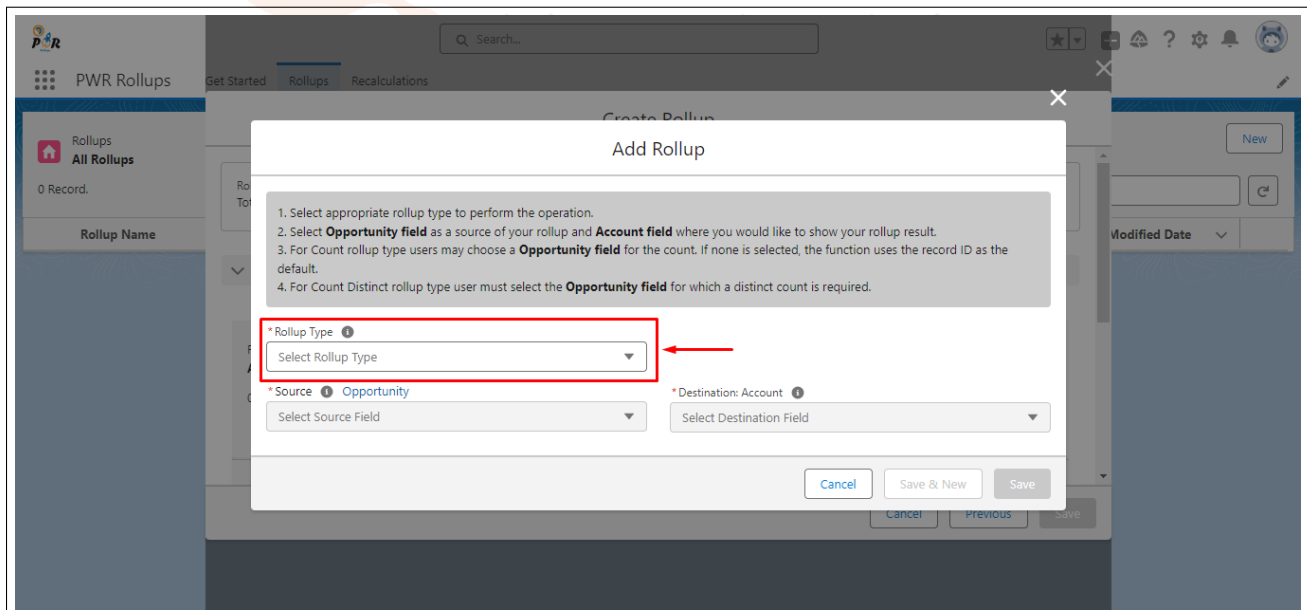 PWR
Search...
PWR Rollups
Get Started
Rollups
Recalculations
Create Rollup
Rollups
All Rollups
New
0 Record.
Rollup Name
Modified Date
Add Rollup
1. Select appropriate rollup type to perform the operation.
2. Select Opportunity field as a source of your rollup and Account field where you would like to show your rollup result.
3. For Count rollup type users may choose a Opportunity field for the count. If none is selected, the function uses the record ID as the
default.
4. For Count Distinct rollup type user must select the Opportunity field for which a distinct count is required.
*Rollup Type
Select Rollup Type
*Source Opportunity
Select Source Field
*Destination: Account
Select Destination Field
Cancel
Save & New
Save
Cancel
Previous
Save